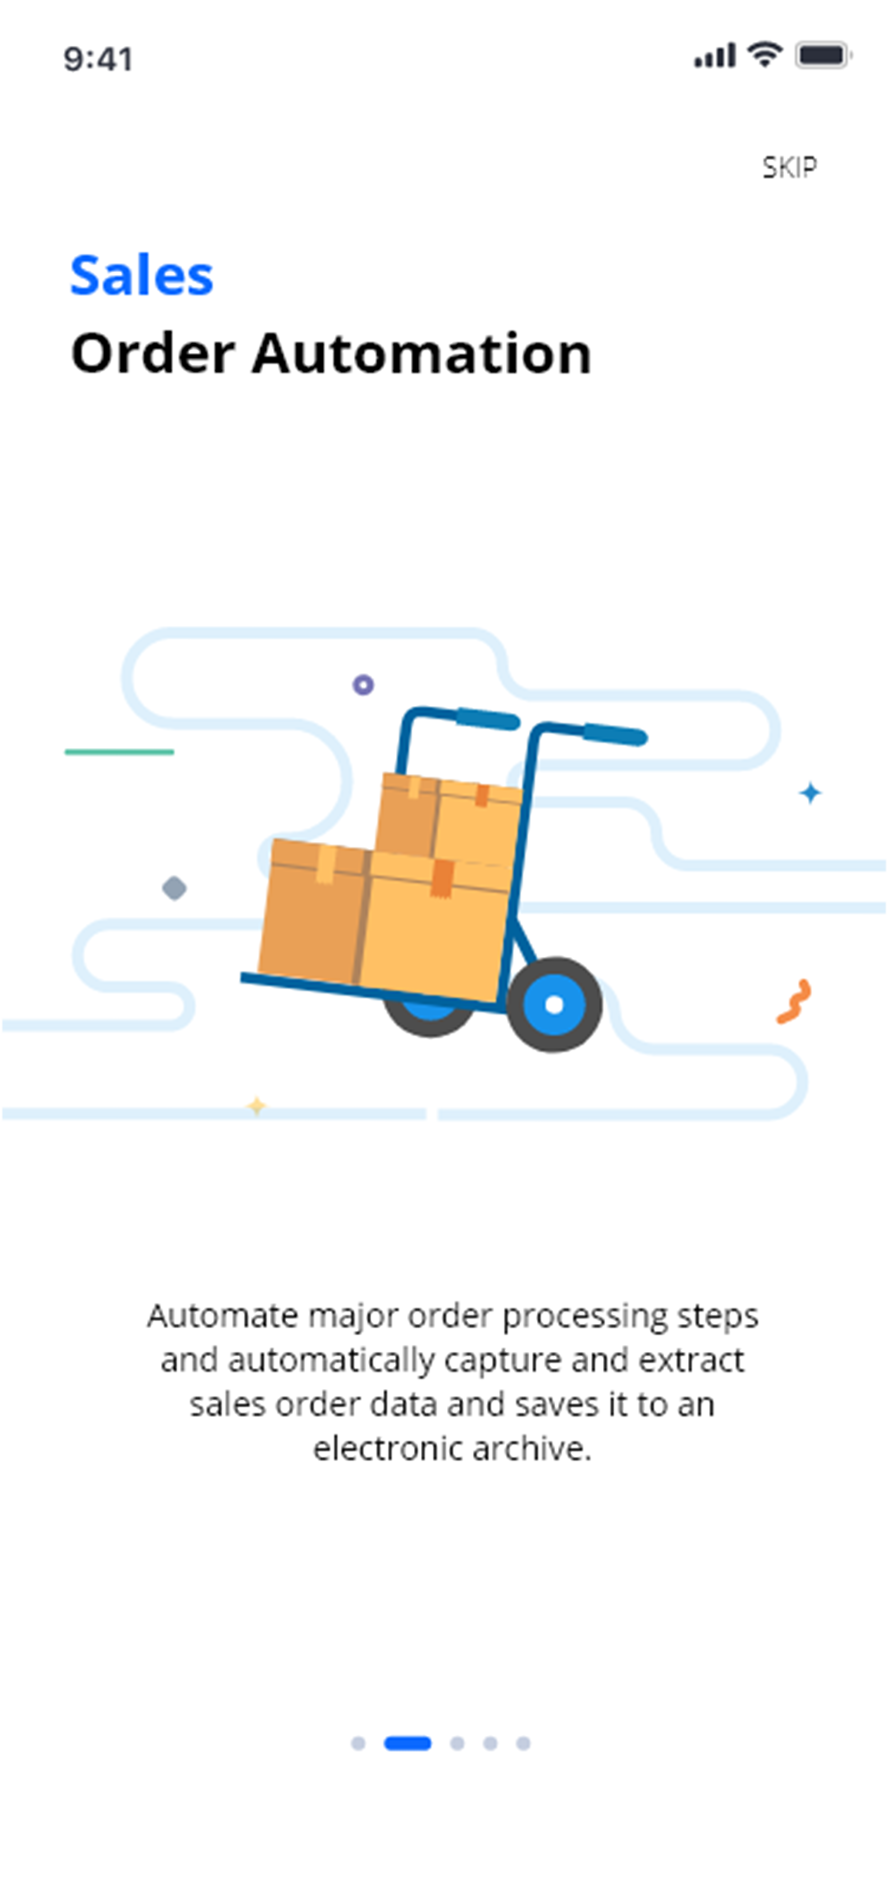 9:41
SKIP
Sales
Order Automation
Automate major order processing steps
and automatically capture and extract
sales order data and saves it to an
electronic archive.